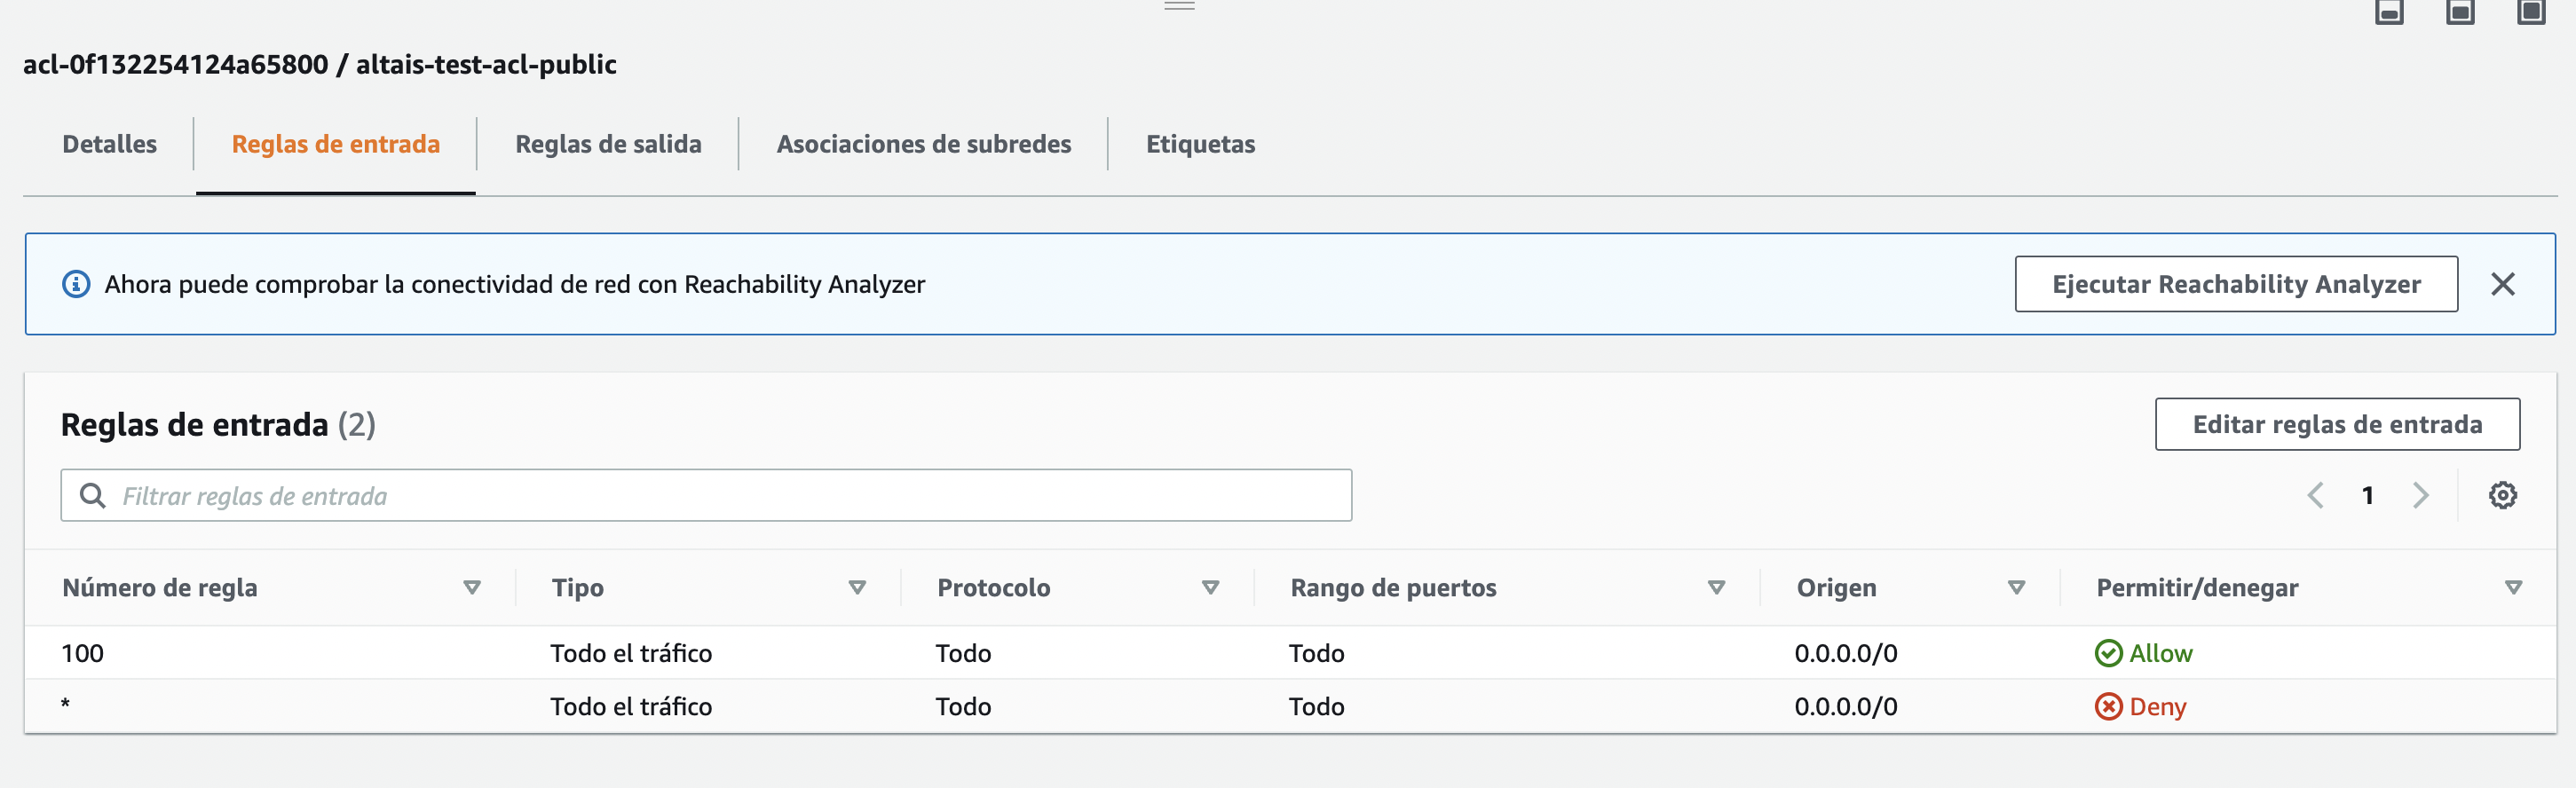 acl-0f132254124a65800 / altais-test-acl-public
Detalles Reglas de entrada Reglas de salida Asociaciones de subredes Etiquetas
Ahora puede comprobar la conectividad de red con Reachability Analyzer Ejecutar Reachability Analyzer
Reglas de entrada (2) Editar reglas de entrada
Filtrar reglas de entrada 1
Número de regla Tipo Protocolo Rango de puertos Origen Permitir/denegar
100 Todo el tráfico Todo Todo 0.0.0.0/0 Allow
* Todo el tráfico Todo Todo 0.0.0.0/0 Deny